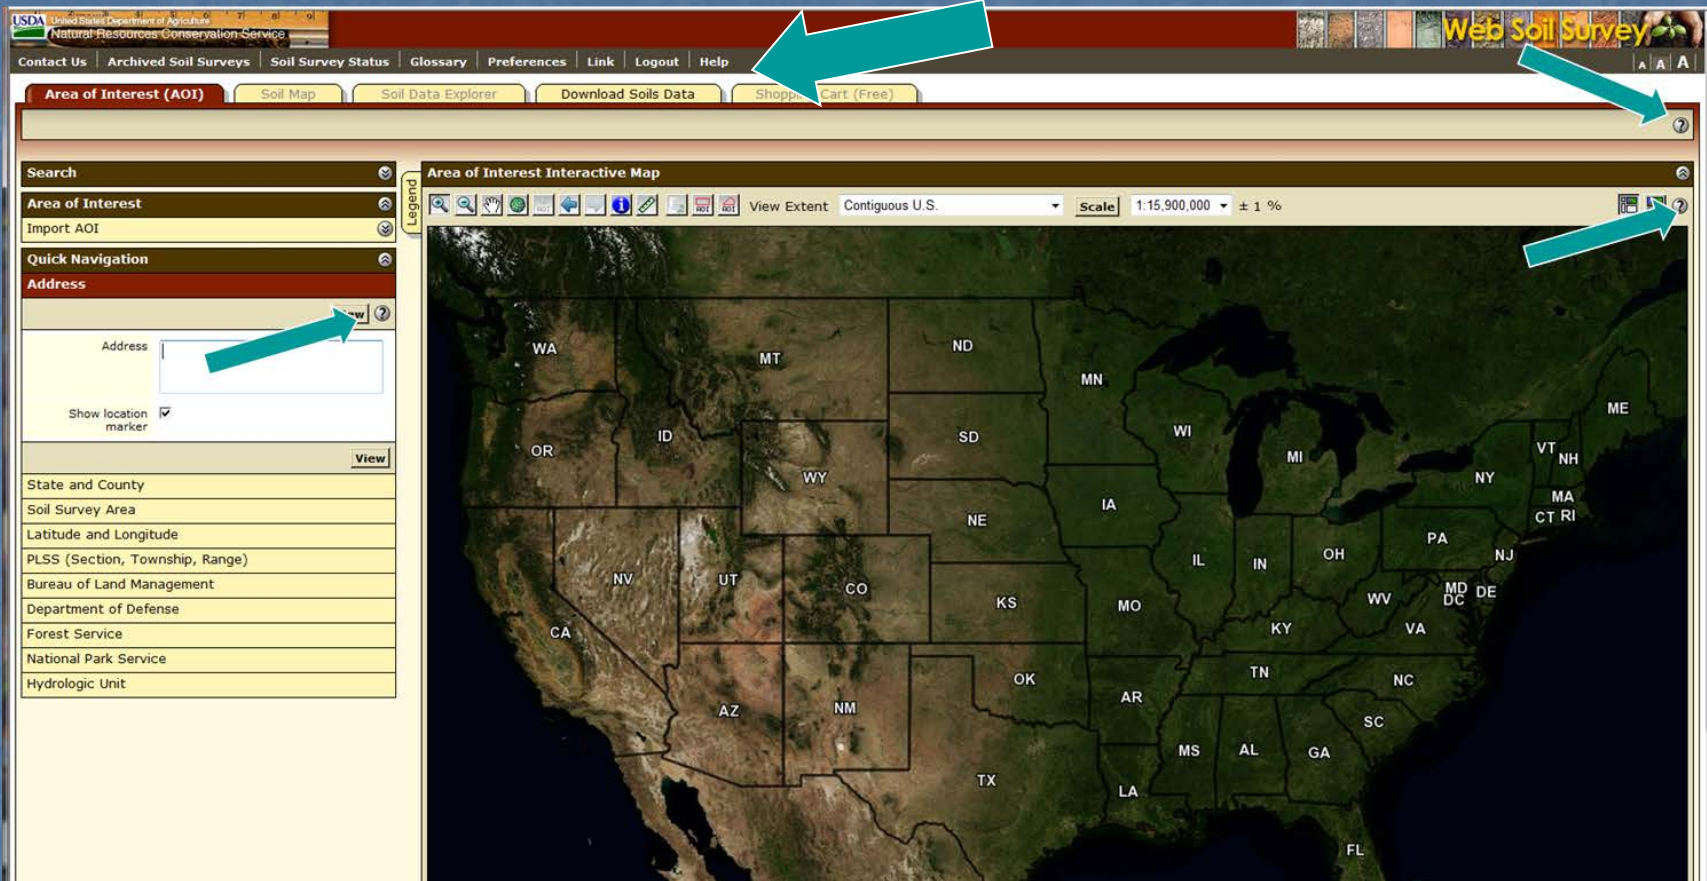 USDA United States Department of Agriculture
Natural Resources Conservation Service
Web Soil Survey
Contact Us | Archived Soil Surveys | Soil Survey Status | Glossary | Preferences | Link | Logout | Help
A A A
Area of Interest (AOI) Soil Map Soil Data Explorer Download Soils Data Cart (Free)
Search
Area of Interest
Import AOI
Quick Navigation
Address
Address
Show location
marker
View
State and County
Soil Survey Area
Latitude and Longitude
PLSS (Section, Township, Range)
Bureau of Land Management
Department of Defense
Forest Service
National Park Service
Hydrologic Unit
Legend
Area of Interest Interactive Map
AOI AOI View Extent Contiguous U.S. Scale 1:15,900,000 ± 1 %
WA MT ND MN ME
OR ID SD WI MI VT NH
WY NY MA
NE IA CT RI
PA NJ
NV UT CO IL IN OH MD DE
KS MO WV DC
CA KY VA
OK TN NC
AZ NM AR SC
MS AL GA
TX LA
FL